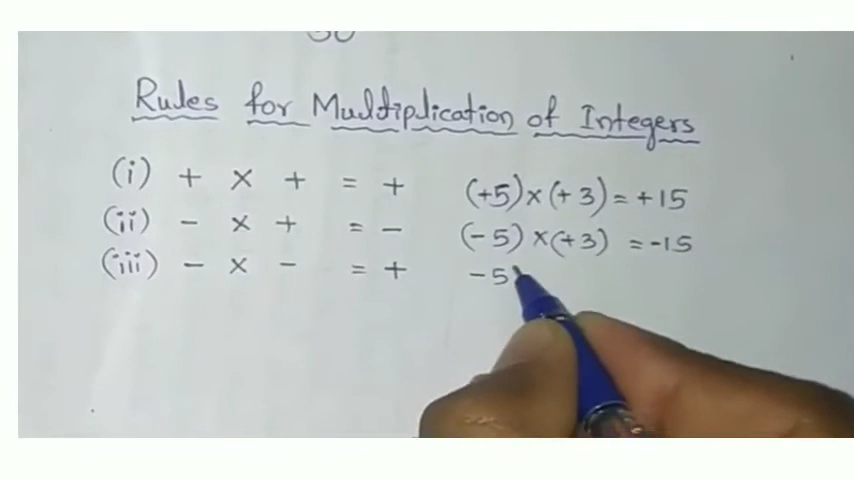 Rules for Multiplication of Integers
(i) + × + = + (+5)×(+3) = +15
(ii) - × + = - (-5)×(+3) = -15
(iii) - × - = + -5